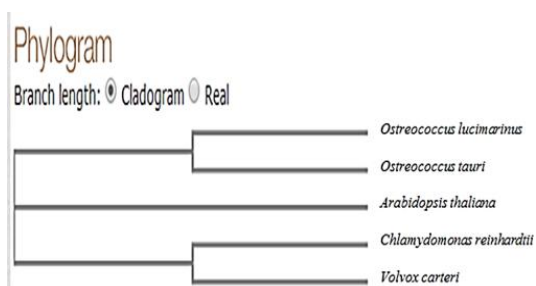 Phylogram
Branch length: Cladogram Real
Ostreococcus lucimarinus
Ostreococcus tauri
Arabidopsis thaliana
Chlamydomonas reinhardtii
Volvox carteri